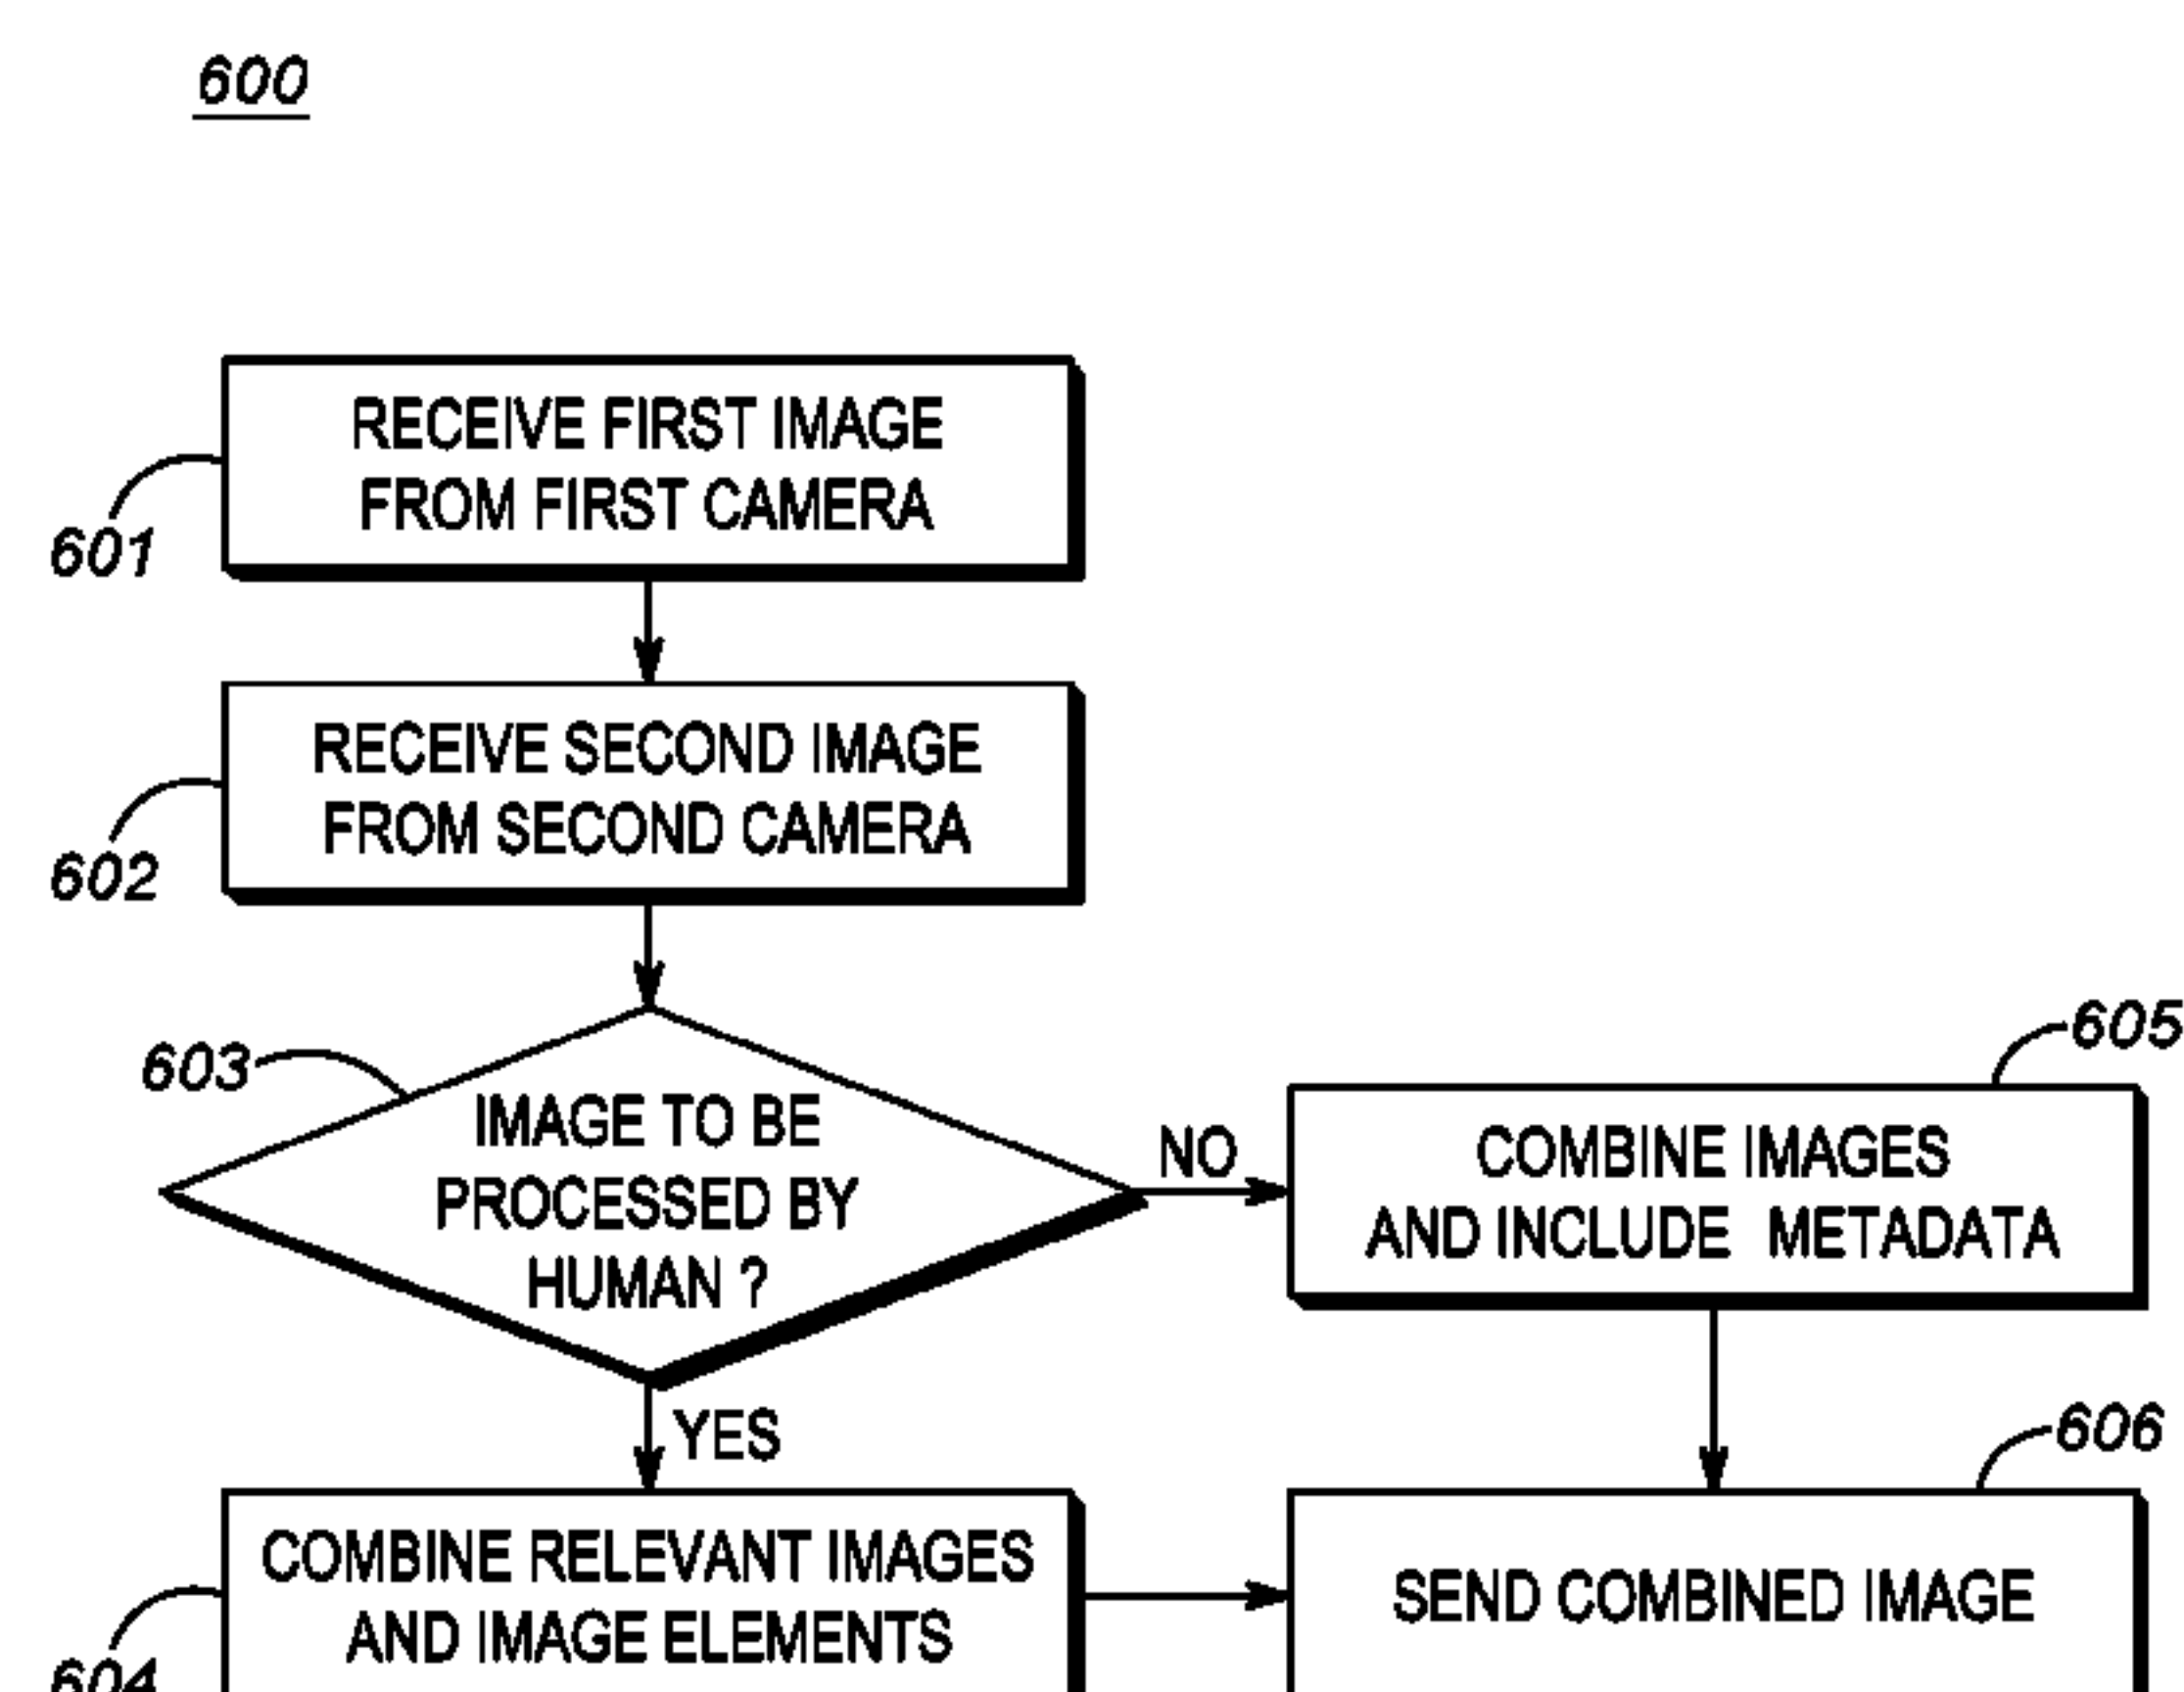 600
RECEIVE FIRST IMAGE
FROM FIRST CAMERA
601
RECEIVE SECOND IMAGE
FROM SECOND CAMERA
602
603
IMAGE TO BE
PROCESSED BY
HUMAN ?
NO
605
COMBINE IMAGES
AND INCLUDE METADATA
YES
606
COMBINE RELEVANT IMAGES
AND IMAGE ELEMENTS
604
SEND COMBINED IMAGE